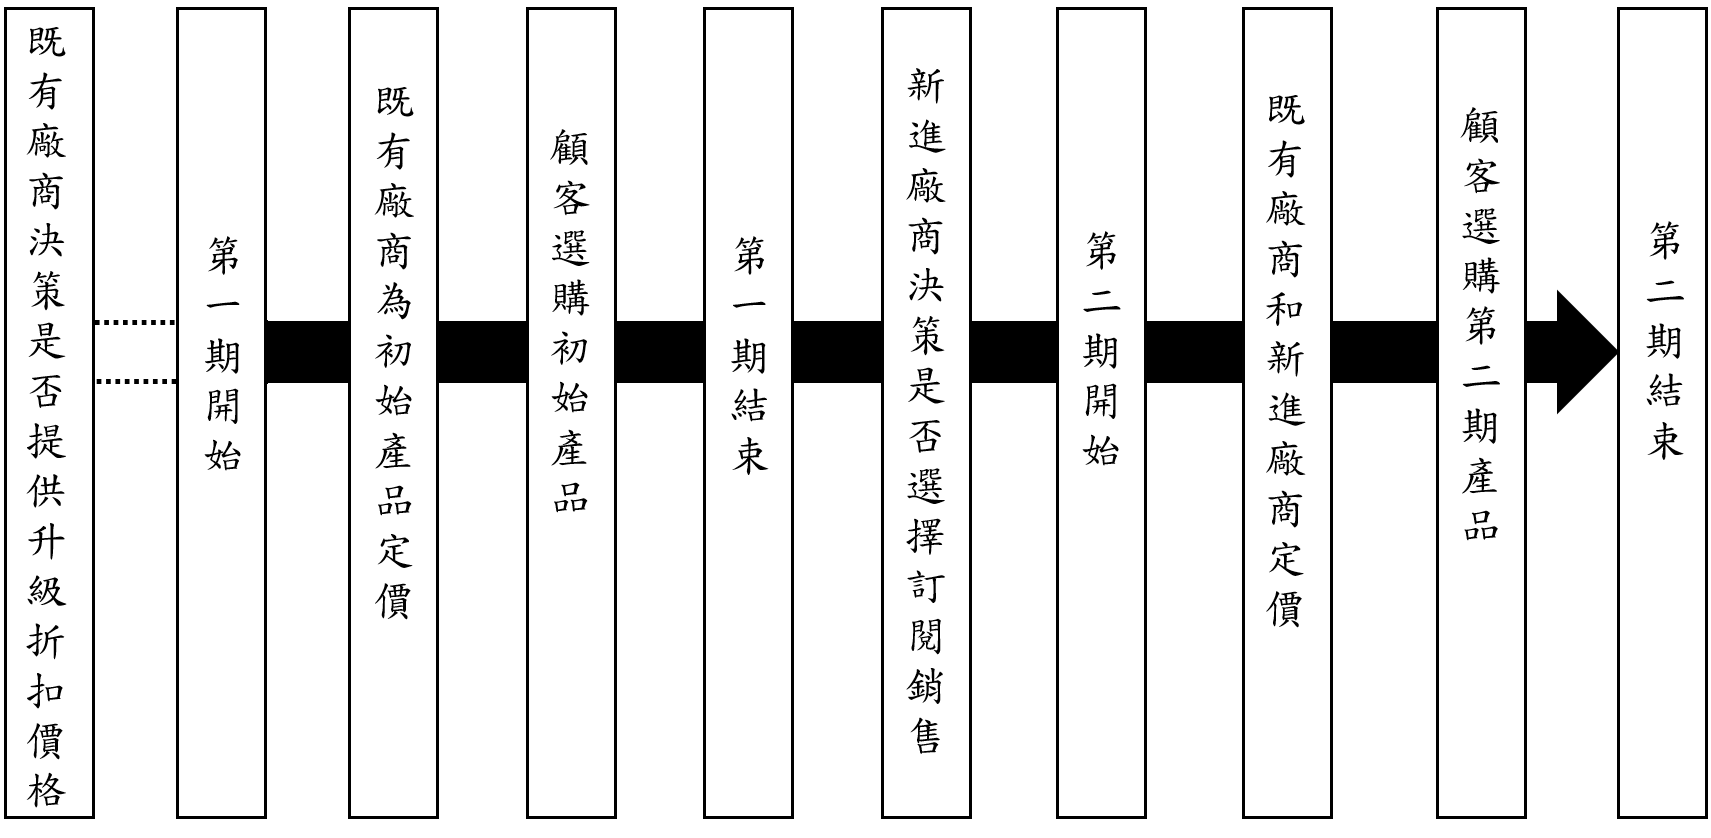 既有廠商決策是否提供升級折扣價格
第一期開始
既有廠商為初始產品定價
顧客選購初始產品
第一期結束
新進廠商決策是否選擇訂閱銷售
第二期開始
既有廠商和新進廠商定價
顧客選購第二期產品
第二期結束